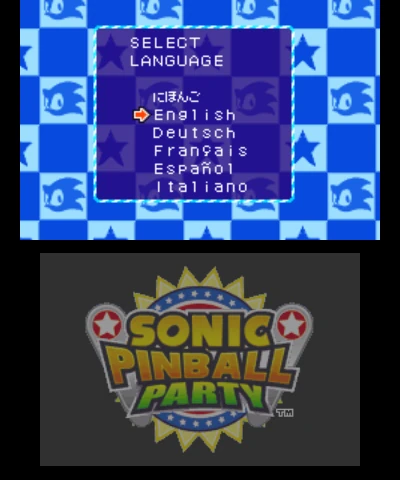 SELECT
LANGUAGE
にほんご
English
Deutsch
Français
Español
Italiano
SONIC
PINBALL
PARTY
TM